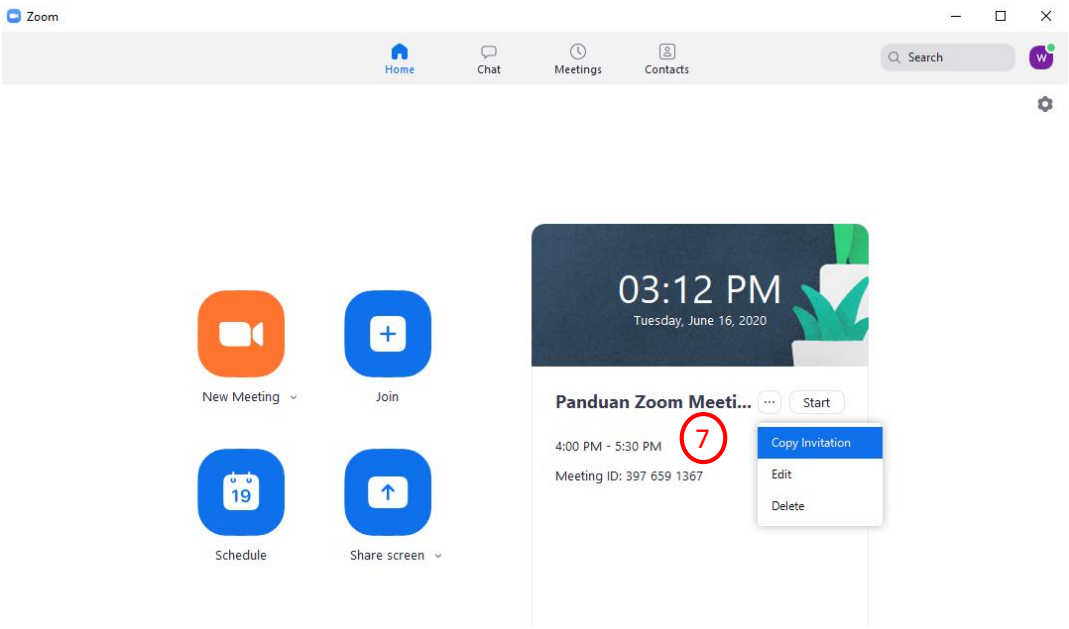 Zoom
Home
Chat
Meetings
Contacts
Search
W
03:12 PM
Tuesday, June 16, 2020
New Meeting
Join
Panduan Zoom Meeti... ... Start
4:00 PM - 5:30 PM
7
Copy Invitation
Meeting ID: 397 659 1367
Edit
Delete
19
Schedule
Share screen